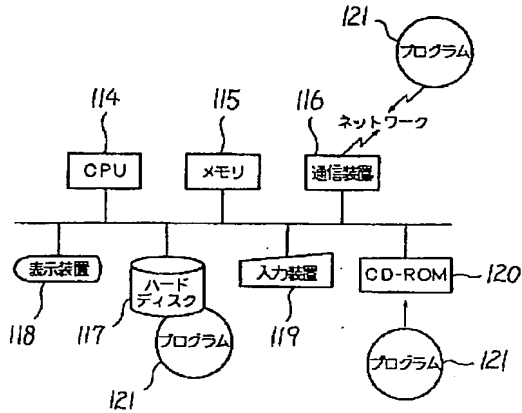 121
プログラム
114
115
116
ネットワーク
CPU
メモリ
通信装置
表示装置
ハード
ディスク
入力装置
CD-ROM
120
118
117
プログラム
119
121
プログラム
121